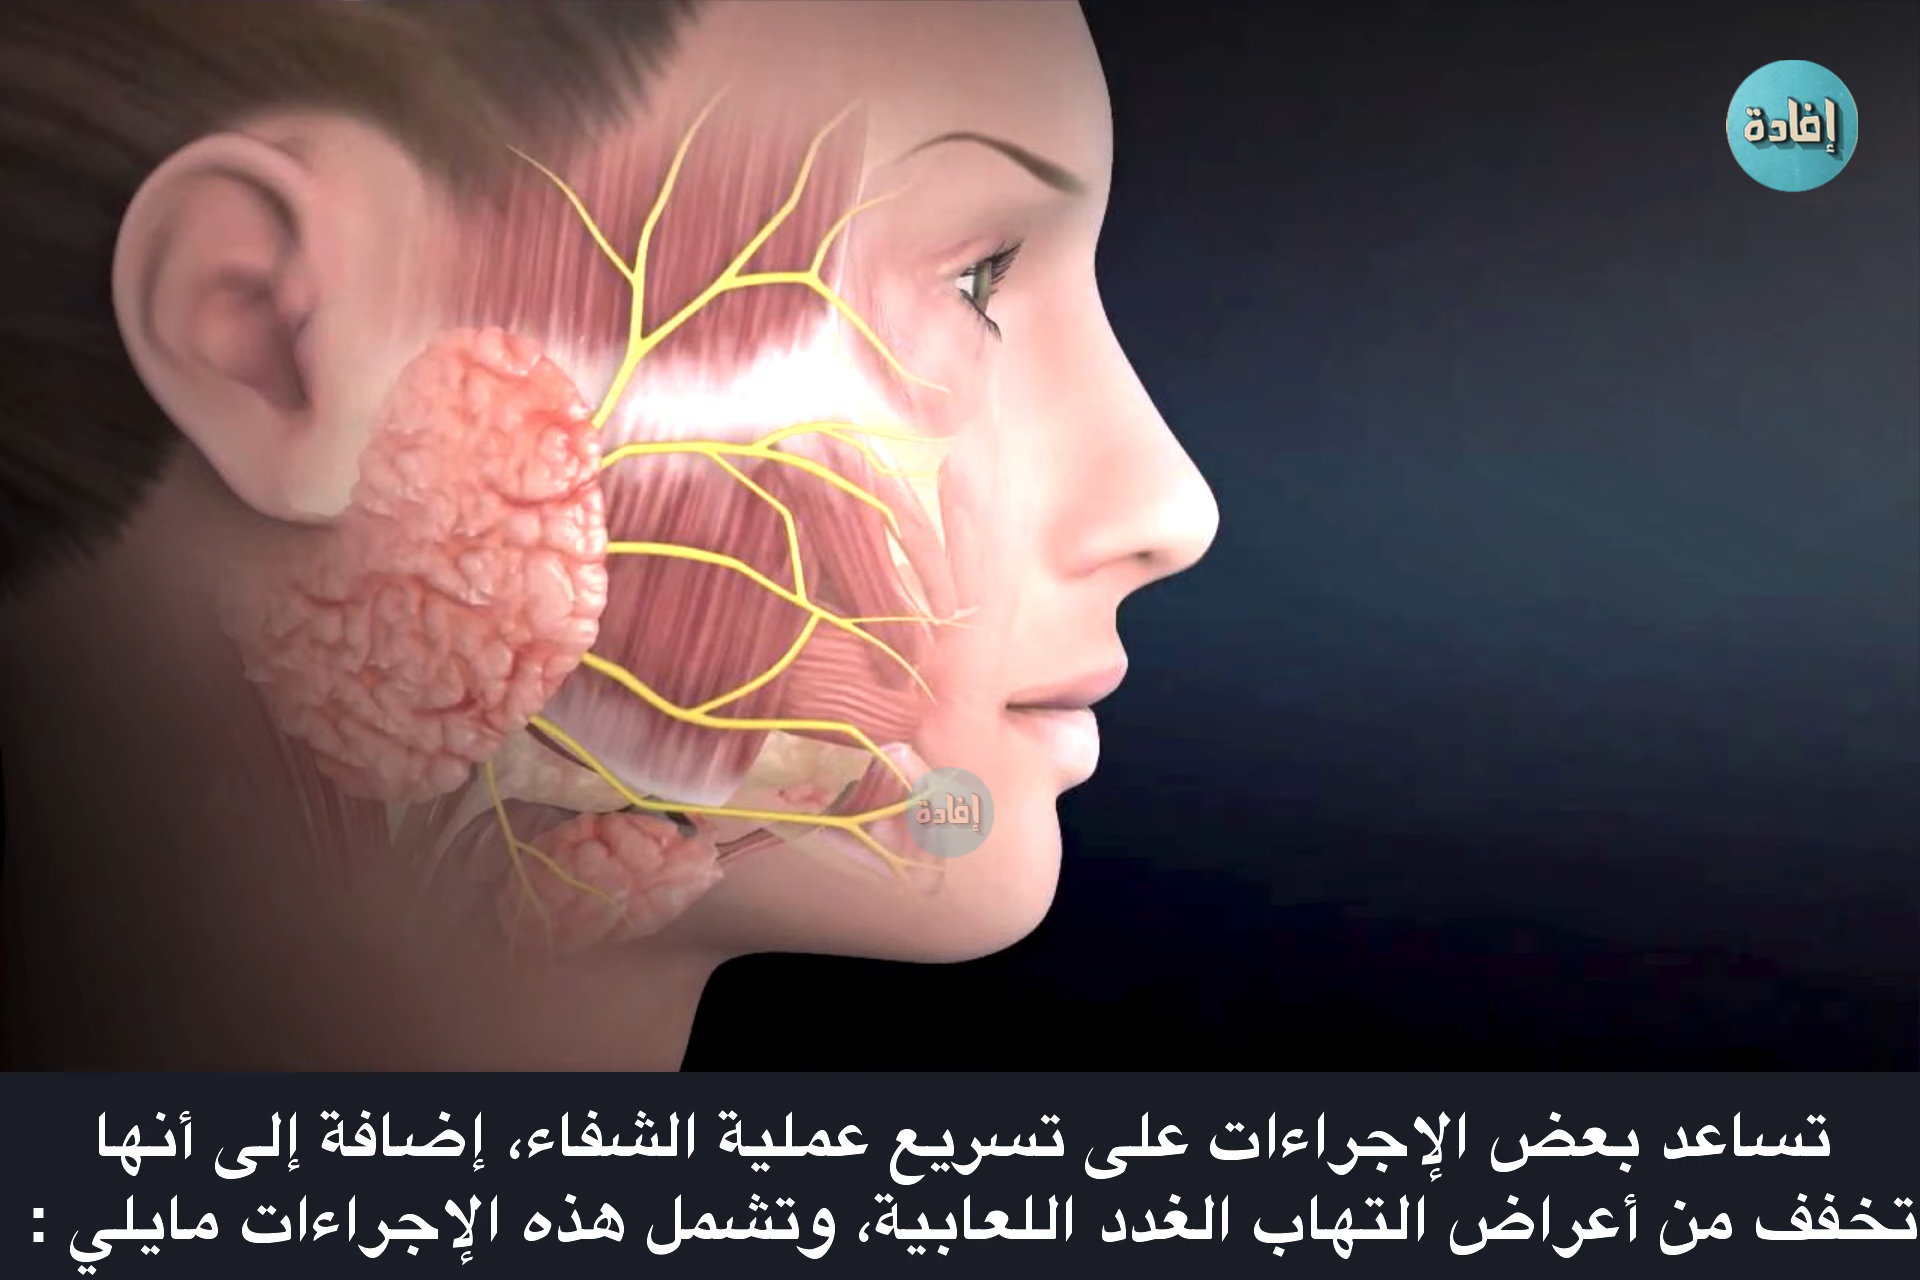 إفادة
إفادة
تساعد بعض الإجراءات على تسريع عملية الشفاء، إضافة إلى أنها
تخفف من أعراض التهاب الغدد اللعابية، وتشمل هذه الإجراءات مايلي :